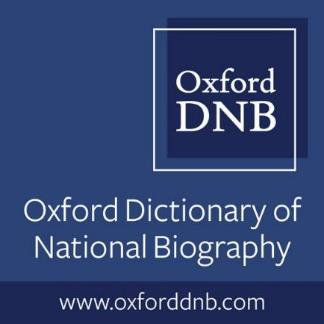 Oxford
DNB
Oxford Dictionary of
National Biography
www.oxforddnb.com